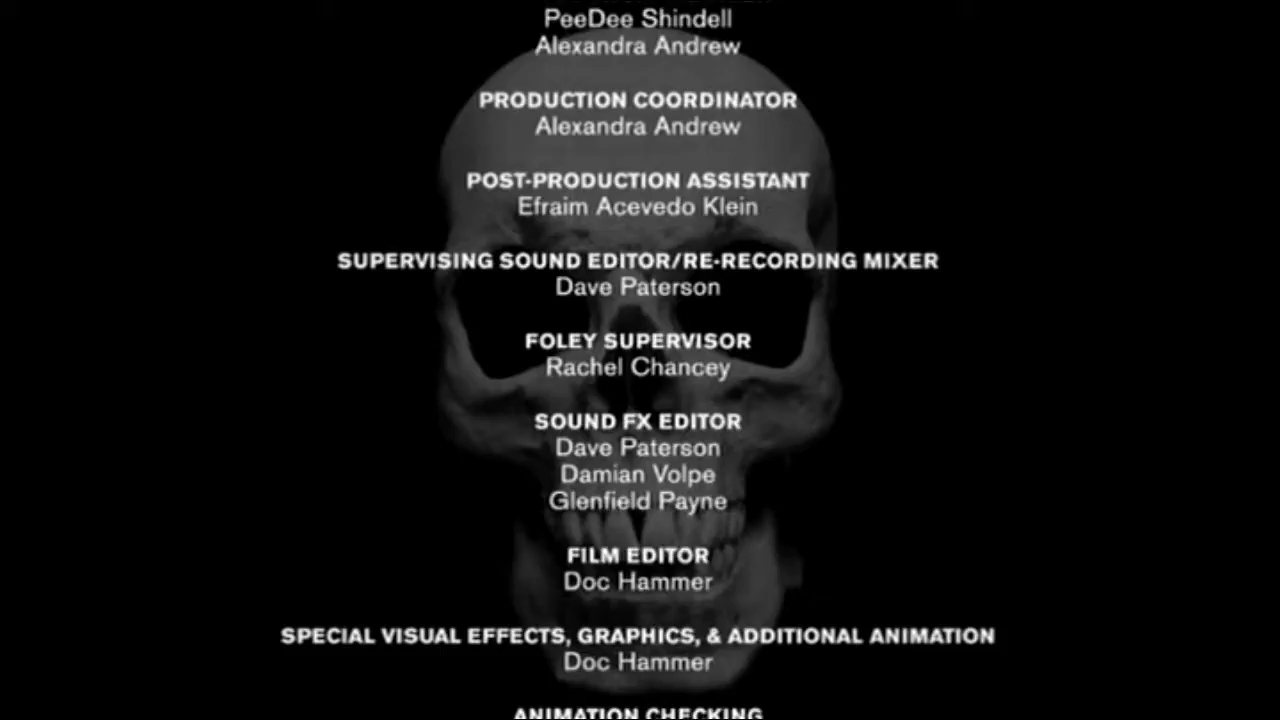 PeeDee Shindell
Alexandra Andrew
PRODUCTION COORDINATOR
Alexandra Andrew
POST-PRODUCTION ASSISTANT
Efraim Acevedo Klein
SUPERVISING SOUND EDITOR/RE-RECORDING MIXER
Dave Paterson
FOLEY SUPERVISOR
Rachel Chancey
SOUND FX EDITOR
Dave Paterson
Damian Volpe
Glenfield Payne
FILM EDITOR
Doc Hammer
SPECIAL VISUAL EFFECTS, GRAPHICS, & ADDITIONAL ANIMATION
Doc Hammer
ANIMATION CHECKING